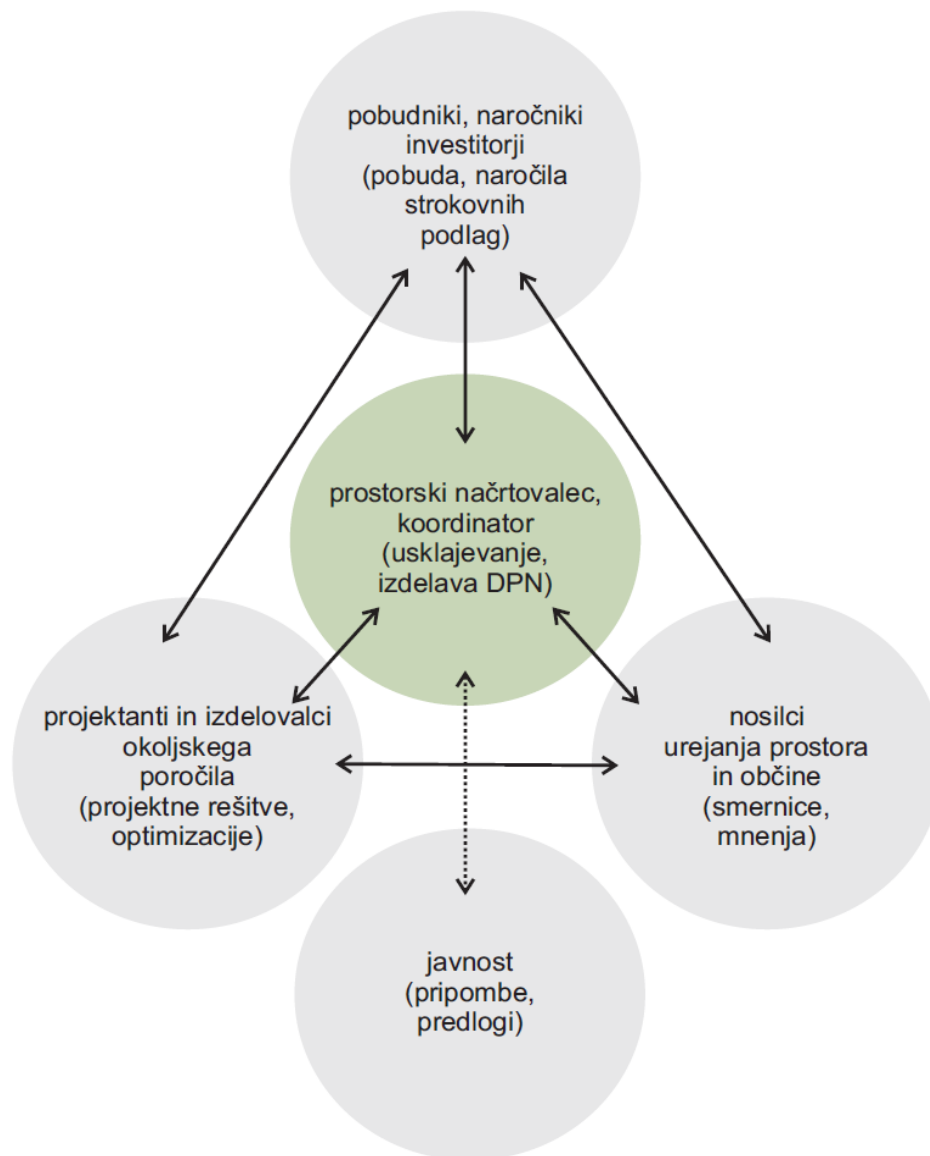 pobudniki, naročniki
investitorji
(pobuda, naročila
strokovnih
podlag)
prostorski načrtovalec,
koordinator
(usklajevanje,
izdelava DPN)
projektanti in izdelovalci
okoljskega
poročila
(projektne rešitve,
optimizacije)
nosilci
urejanja prostora
in občine
(smernice,
mnenja)
javnost
(pripombe,
predlogi)